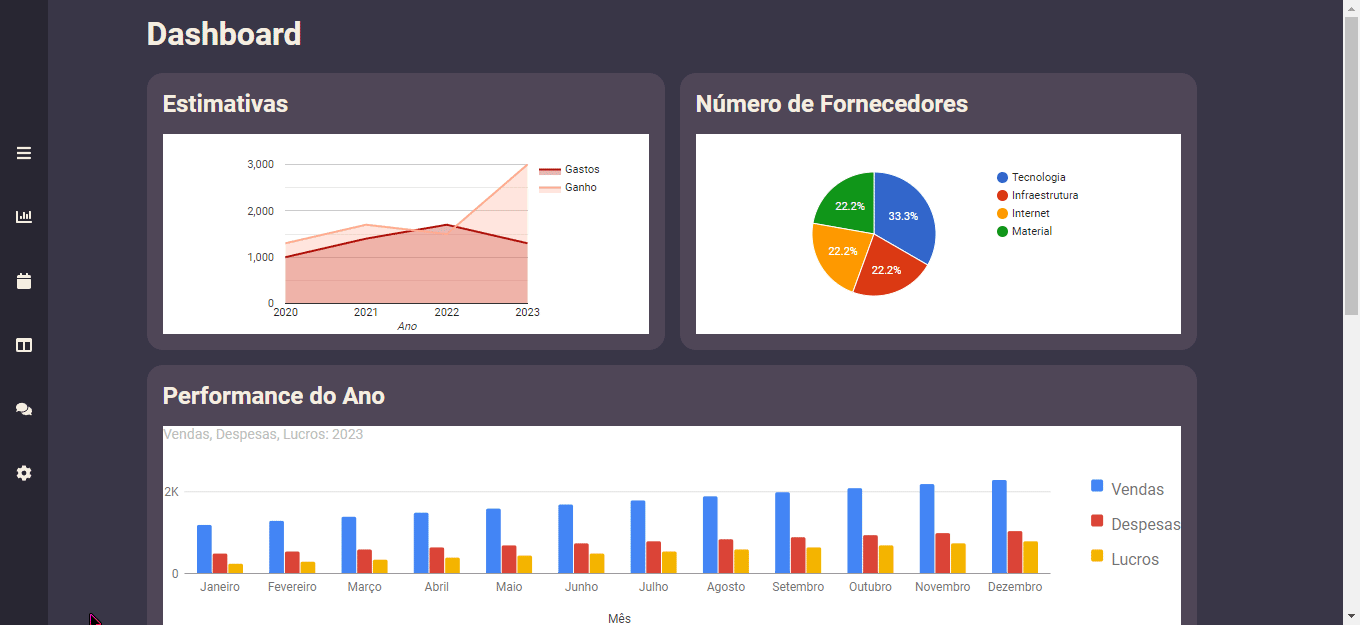 Dashboard
Estimativas
3,000
2,000
1,000
0
2020 2021 2022 2023
Ano
Gastos
Ganho
Número de Fornecedores
33.3%
22.2%
22.2%
22.2%
Tecnologia
Infraestrutura
Internet
Material
Performance do Ano
Vendas, Despesas, Lucros: 2023
2K
0
Janeiro Fevereiro Março Abril Maio Junho Julho Agosto Setembro Outubro Novembro Dezembro
Mês
Vendas
Despesas
Lucros